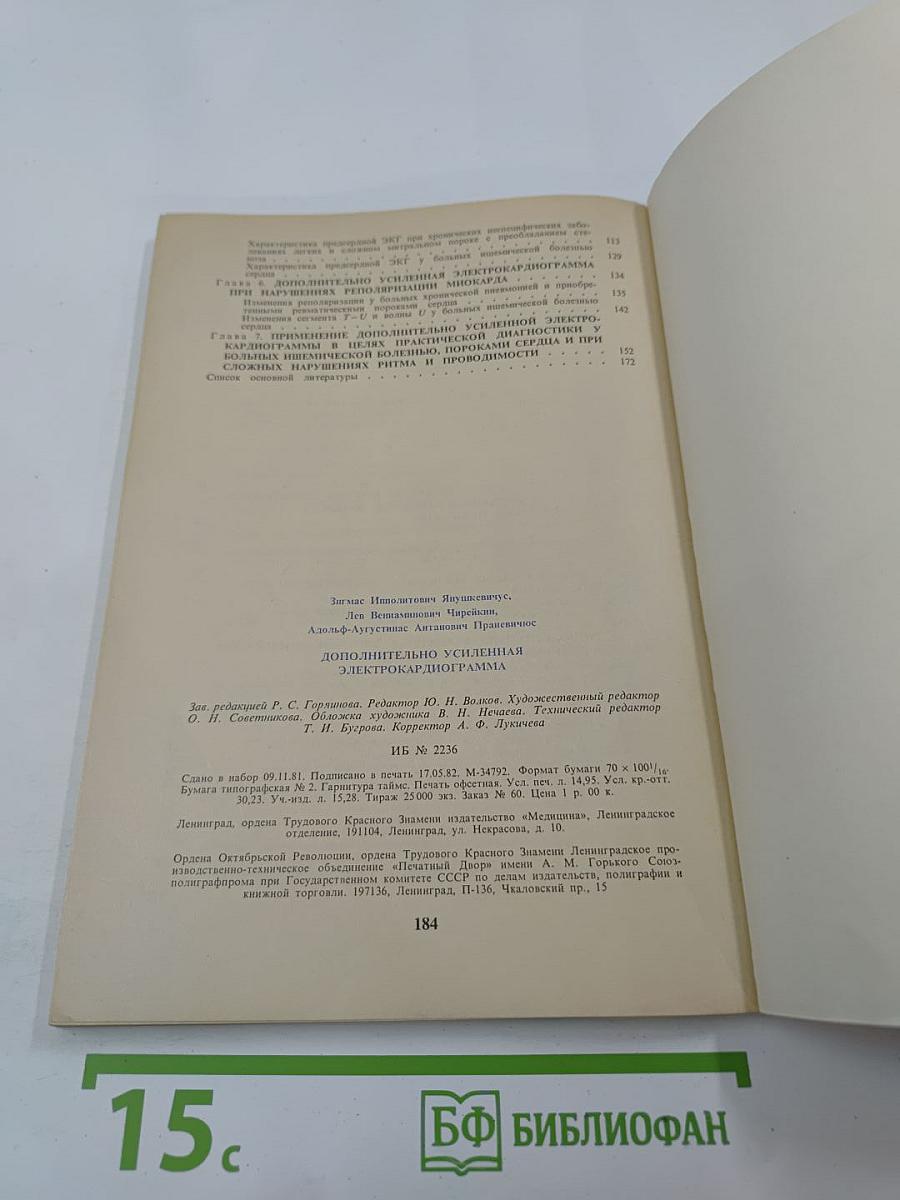 Характеристика предсердной ЭКГ при хронических неспецифических забо-
леваниях легких и сложном митральном пороке с преобладанием сте-
ноза . . . . . . . . . . . . . . . . . . . . 113
Характеристика предсердной ЭКГ у больных ишемической болезнью
сердца . . . . . . . . . . . . . . . . . . . . 129
Глава 6. ДОПОЛНИТЕЛЬНО УСИЛЕННАЯ ЭЛЕКТРОКАРДИОГРАММА
ПРИ НАРУШЕНИЯХ РЕПОЛЯРИЗАЦИИ МИОКАРДА . . . . . . 134
Изменения реполяризации у больных хронической пневмонией и приобре-
тенными ревматическими пороками сердца . . . . . . . . 135
Изменения сегмента T–U и волны U у больных ишемической болезнью
сердца . . . . . . . . . . . . . . . . . . . . 142
Глава 7. ПРИМЕНЕНИЕ ДОПОЛНИТЕЛЬНО УСИЛЕННОЙ ЭЛЕКТРО-
КАРДИОГРАММЫ В ЦЕЛЯХ ПРАКТИЧЕСКОЙ ДИАГНОСТИКИ У
БОЛЬНЫХ ИШЕМИЧЕСКОЙ БОЛЕЗНЬЮ, ПОРОКАМИ СЕРДЦА И ПРИ
СЛОЖНЫХ НАРУШЕНИЯХ РИТМА И ПРОВОДИМОСТИ . . . . . 152
Список основной литературы . . . . . . . . . . . . . . . . 172
Зигмас Ипполитович Янушкевичус,
Лев Вениаминович Чирейкин,
Адольф-Аугустинас Антанович Праневичюс
ДОПОЛНИТЕЛЬНО УСИЛЕННАЯ
ЭЛЕКТРОКАРДИОГРАММА
Зав. редакцией Р. С. Горяинова. Редактор Ю. Н. Волков. Художественный редактор
О. Н. Советникова. Обложка художника В. Н. Нечаева. Технический редактор
Т. И. Бугрова. Корректор А. Ф. Лукичева
ИБ № 2236
Сдано в набор 09.11.81. Подписано в печать 17.05.82. М-34792. Формат бумаги 70 × 100¹/₁₆.
Бумага типографская № 2. Гарнитура таймс. Печать офсетная. Усл. печ. л. 14,95. Усл. кр.-отт.
30,23. Уч.-изд. л. 15,28. Тираж 25 000 экз. Заказ № 60. Цена 1 р. 00 к.
Ленинград, ордена Трудового Красного Знамени издательство «Медицина», Ленинградское
отделение, 191104, Ленинград, ул. Некрасова, д. 10.
Ордена Октябрьской Революции, ордена Трудового Красного Знамени Ленинградское про-
изводственно-техническое объединение «Печатный Двор» имени А. М. Горького Союз-
полиграфпрома при Государственном комитете СССР по делам издательств, полиграфии и
книжной торговли. 197136, Ленинград, П-136, Чкаловский пр., 15
184
15 с
БФ БИБЛИОФАН